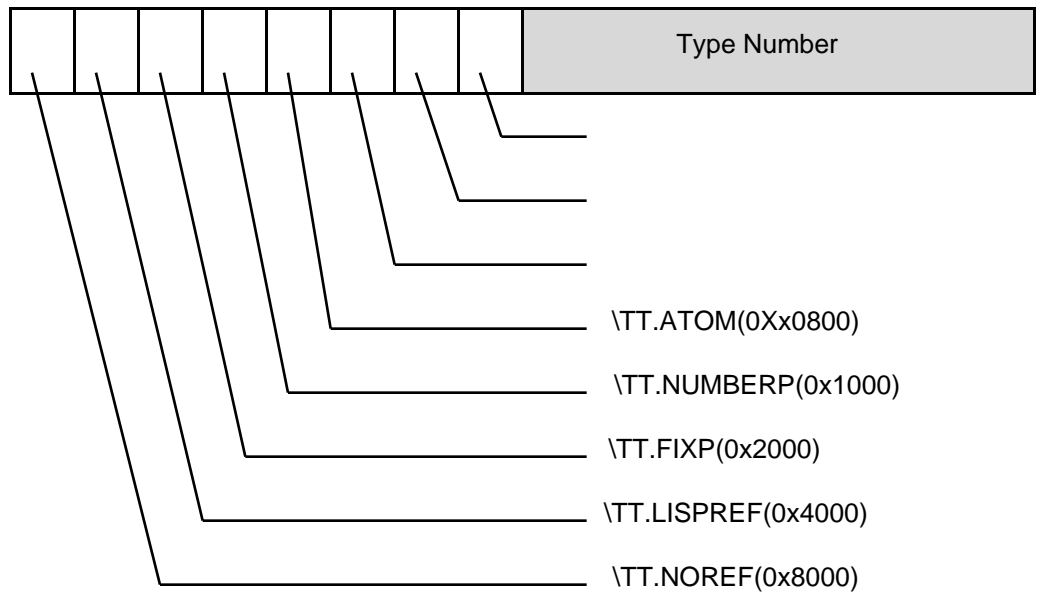 Type Number
\TT.ATOM(0Xx0800)
\TT.NUMBERP(0x1000)
\TT.FIXP(0x2000)
\TT.LISPREF(0x4000)
\TT.NOREF(0x8000)